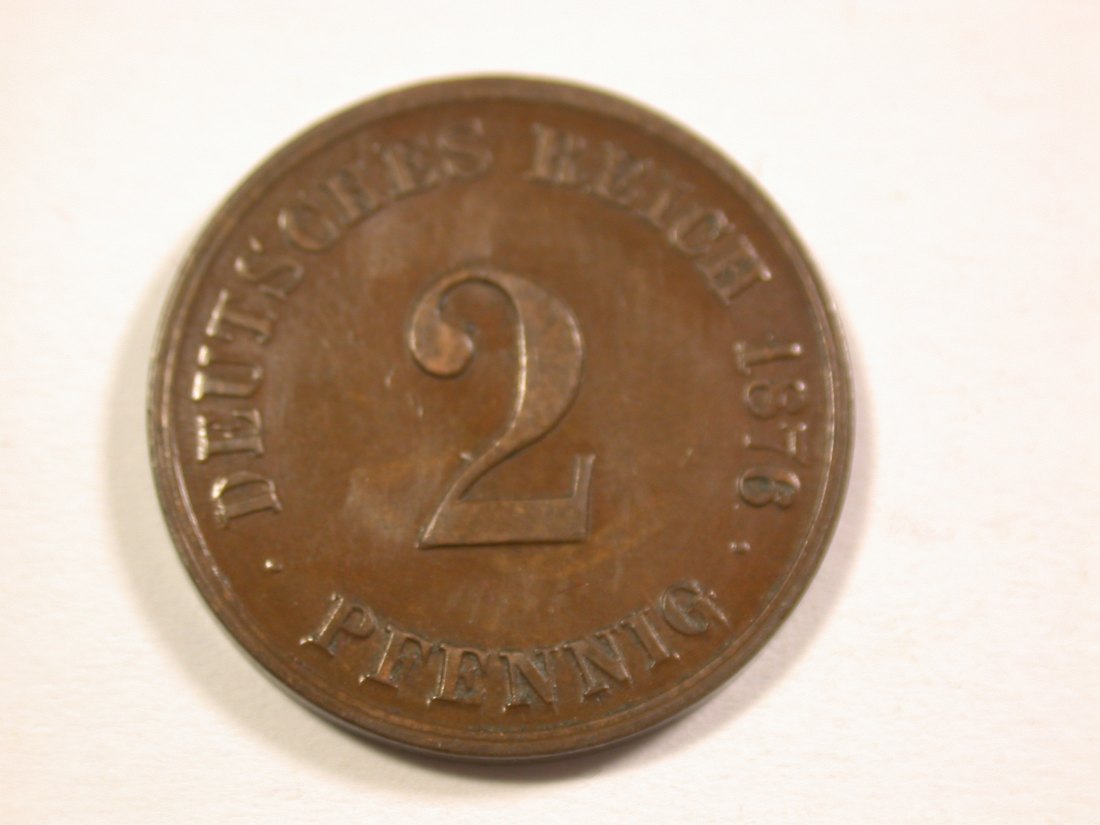 DEUTSCHES REICH 1876
2
PFENNIG